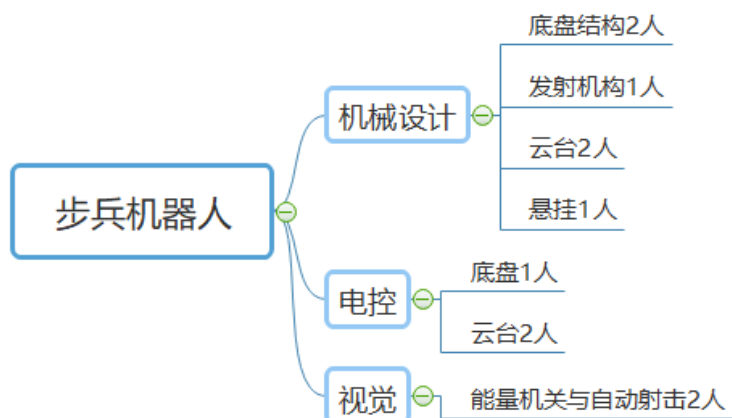 步兵机器人
机械设计
底盘结构2人
发射机构1人
云台2人
悬挂1人
电控
底盘1人
云台2人
视觉
能量机关与自动射击2人